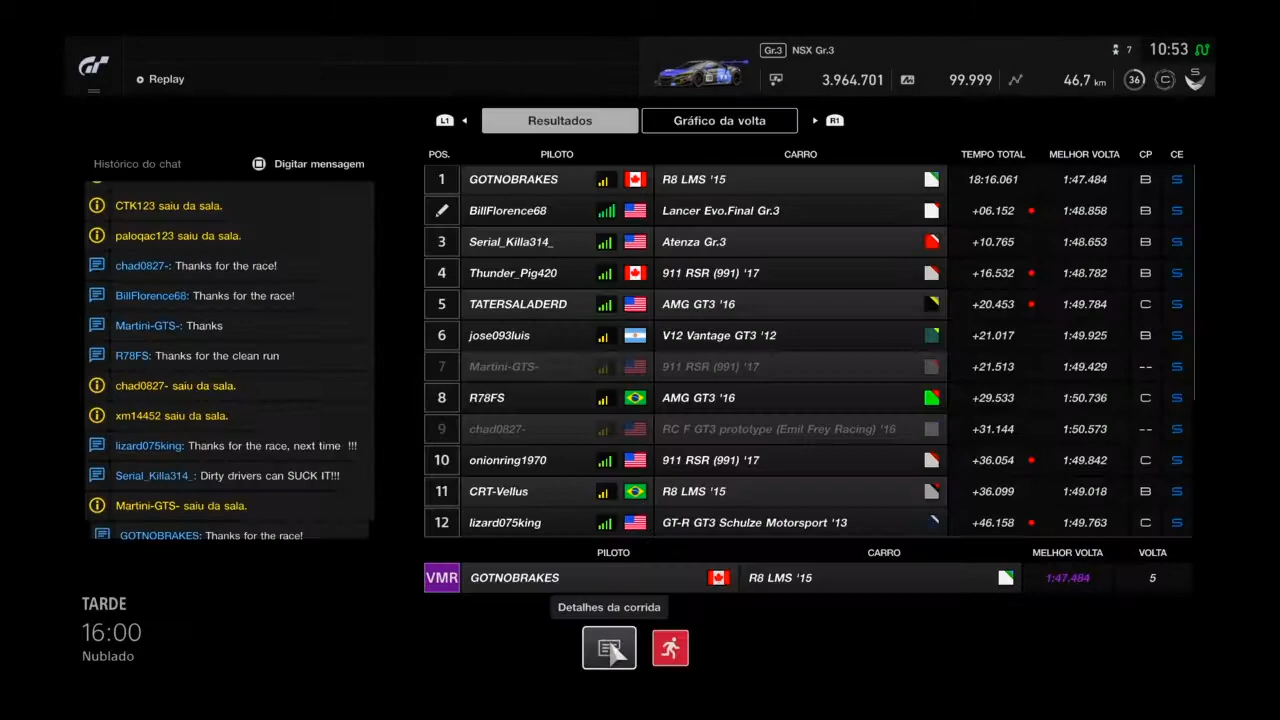 Gr.3 NSX Gr.3
7 10:53
Replay
3.964.701 99.999 46,7 km 36 C S
L1 Resultados Gráfico da volta R1
Histórico do chat Digitar mensagem
CTK123 saiu da sala.
paloqac123 saiu da sala.
chad0827-: Thanks for the race!
BillFlorence68: Thanks for the race!
Martini-GTS-: Thanks
R78FS: Thanks for the clean run
chad0827- saiu da sala.
xm14452 saiu da sala.
lizard075king: Thanks for the race, next time !!!
Serial_Killa314_: Dirty drivers can SUCK IT!!!
Martini-GTS- saiu da sala.
GOTNOBRAKES: Thanks for the race!
POS. PILOTO CARRO TEMPO TOTAL MELHOR VOLTA CP CE
1 GOTNOBRAKES R8 LMS '15 18:16.061 1:47.484 B S
BillFlorence68 Lancer Evo.Final Gr.3 +06.152 1:48.858 B S
3 Serial_Killa314_ Atenza Gr.3 +10.765 1:48.653 B S
4 Thunder_Pig420 911 RSR (991) '17 +16.532 1:48.782 B S
5 TATERSALADERD AMG GT3 '16 +20.453 1:49.784 C S
6 jose093luis V12 Vantage GT3 '12 +21.017 1:49.925 B S
7 Martini-GTS- 911 RSR (991) '17 +21.513 1:49.429 -- S
8 R78FS AMG GT3 '16 +29.533 1:50.736 C S
9 chad0827- RC F GT3 prototype (Emil Frey Racing) '16 +31.144 1:50.573 -- S
10 onionring1970 911 RSR (991) '17 +36.054 1:49.842 C S
11 CRT-Vellus R8 LMS '15 +36.099 1:49.018 B S
12 lizard075king GT-R GT3 Schulze Motorsport '13 +46.158 1:49.763 C S
PILOTO CARRO MELHOR VOLTA VOLTA
VMR GOTNOBRAKES R8 LMS '15 1:47.484 5
Detalhes da corrida
TARDE
16:00
Nublado